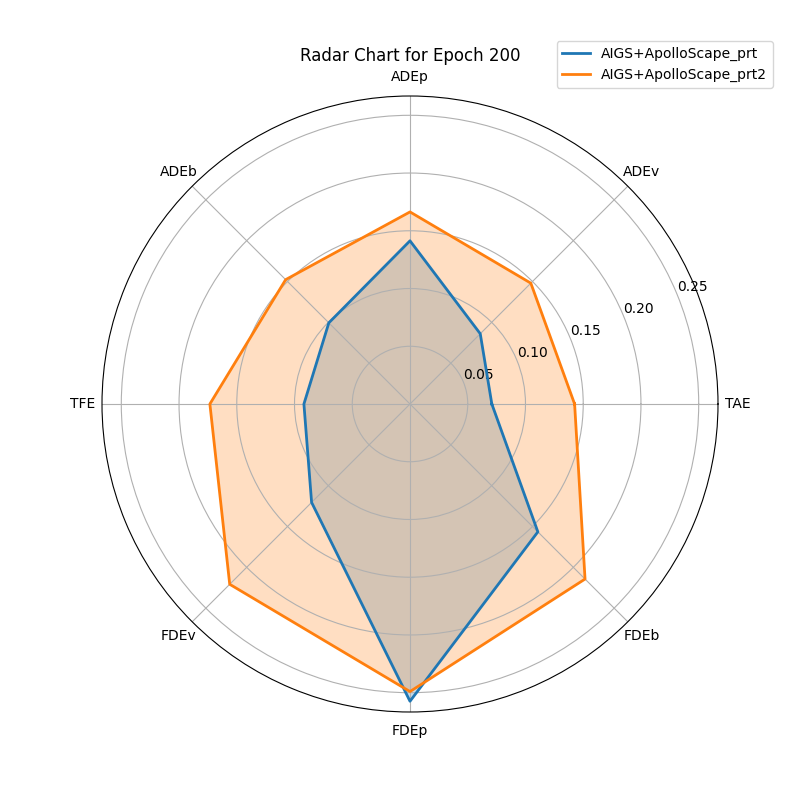 Radar Chart for Epoch 200
AIGS+ApolloScape_prt
AIGS+ApolloScape_prt2
ADEp
ADEb
ADEv
0.25
0.20
0.15
0.10
0.05
TFE
TAE
FDEv
FDEb
FDEp